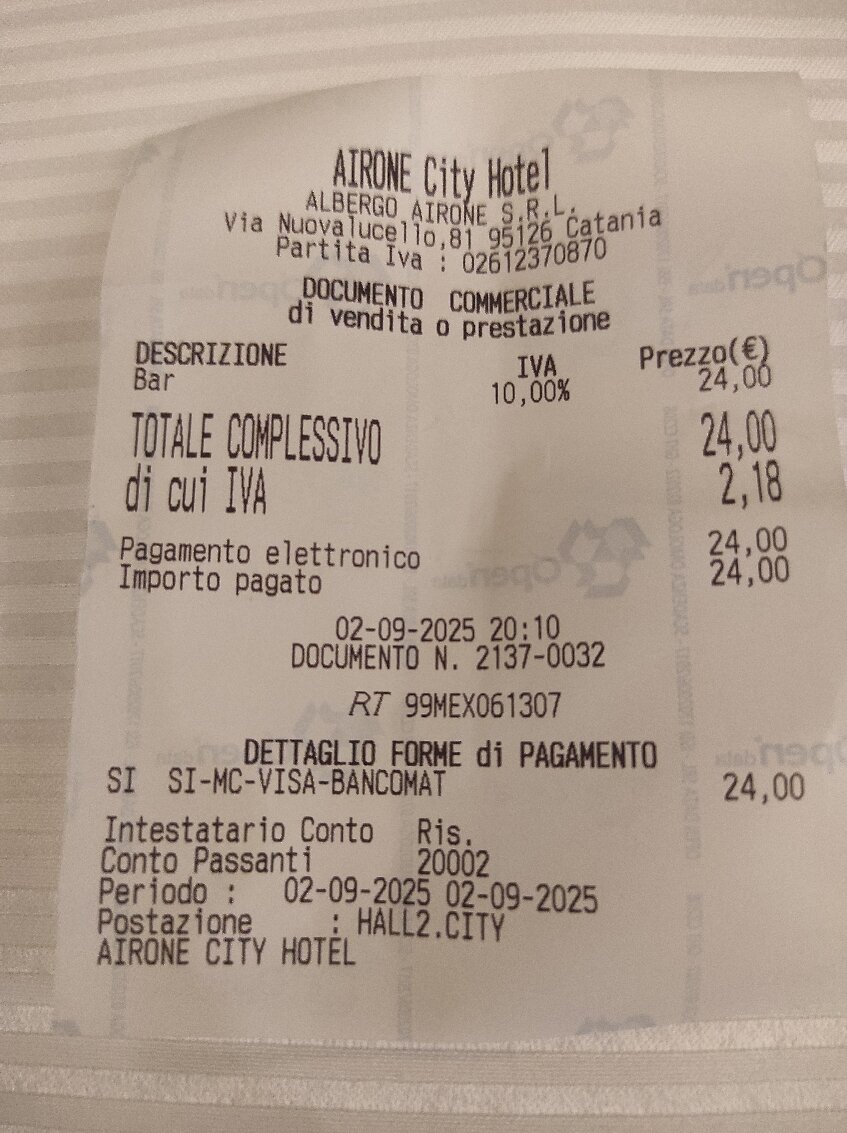 AIRONE City Hotel
ALBERGO AIRONE S.R.L.
Via Nuovalucello,81 95126 Catania
Partita Iva : 02612370870
DOCUMENTO COMMERCIALE
di vendita o prestazione
DESCRIZIONE IVA Prezzo(€)
Bar 10,00% 24,00
TOTALE COMPLESSIVO 24,00
di cui IVA 2,18
Pagamento elettronico 24,00
Importo pagato 24,00
02-09-2025 20:10
DOCUMENTO N. 2137-0032
RT 99MEX061307
DETTAGLIO FORME di PAGAMENTO
SI SI-MC-VISA-BANCOMAT 24,00
Intestatario Conto Ris.
Conto Passanti 20002
Periodo : 02-09-2025 02-09-2025
Postazione : HALL2.CITY
AIRONE CITY HOTEL